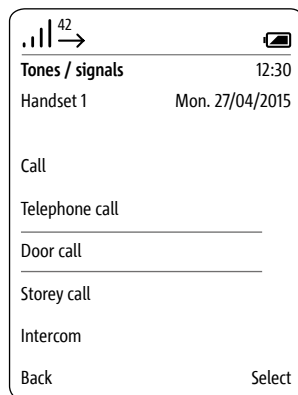 42
Tones / signals 12:30
Handset 1 Mon. 27/04/2015
Call
Telephone call
Door call
Storey call
Intercom
Back Select